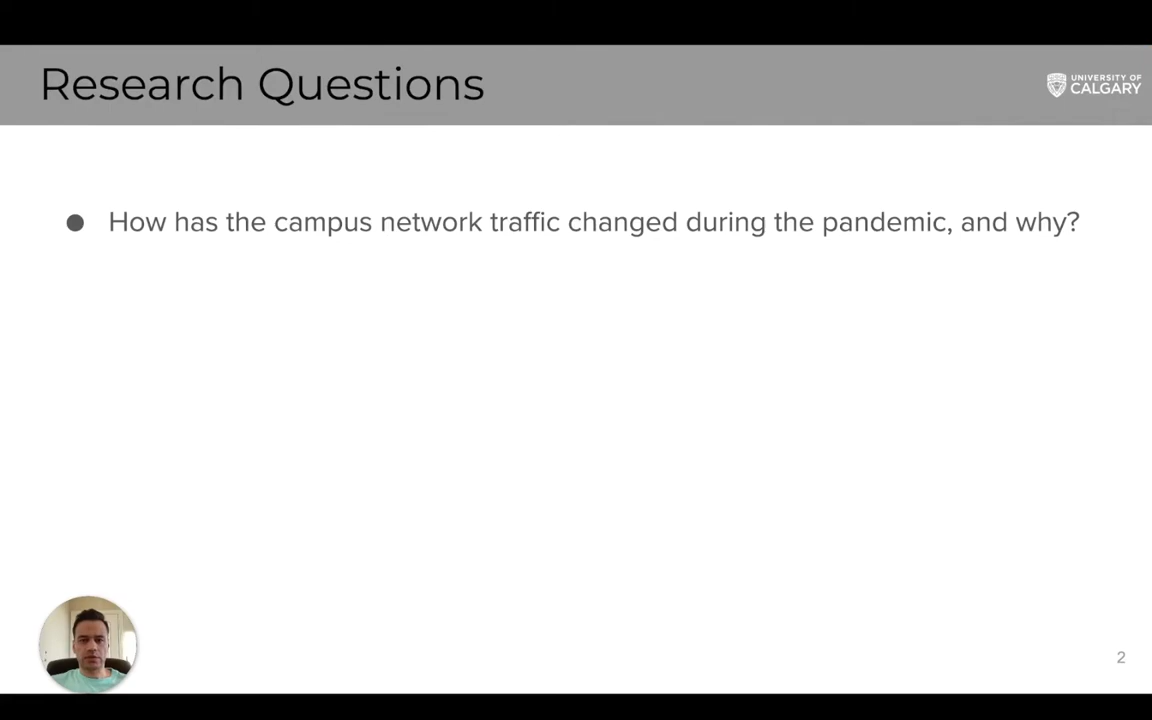 Research Questions
UNIVERSITY OF
CALGARY
● How has the campus network traffic changed during the pandemic, and why?
2